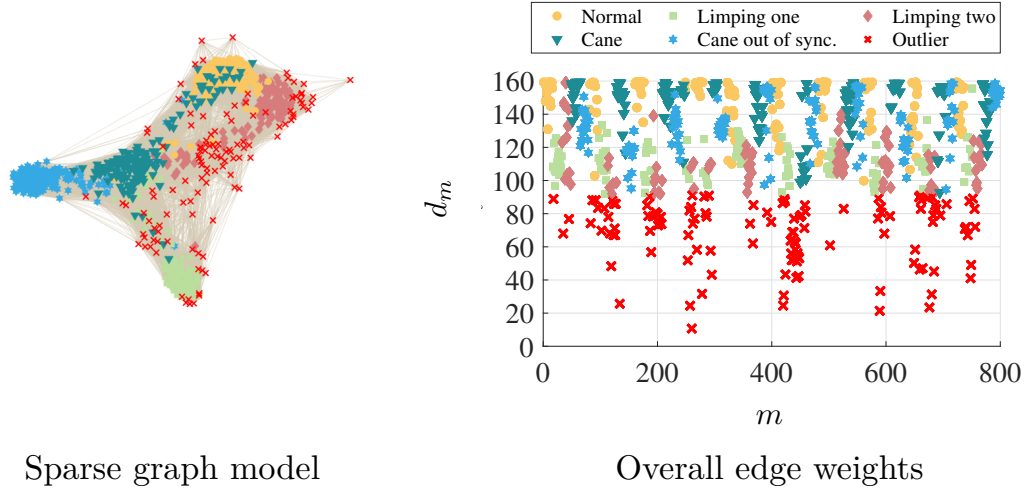 Normal Limping one Limping two
Cane Cane out of sync. Outlier
160
140
120
100
80
60
40
20
0
d_m
0 200 400 600 800
m
Sparse graph model Overall edge weights